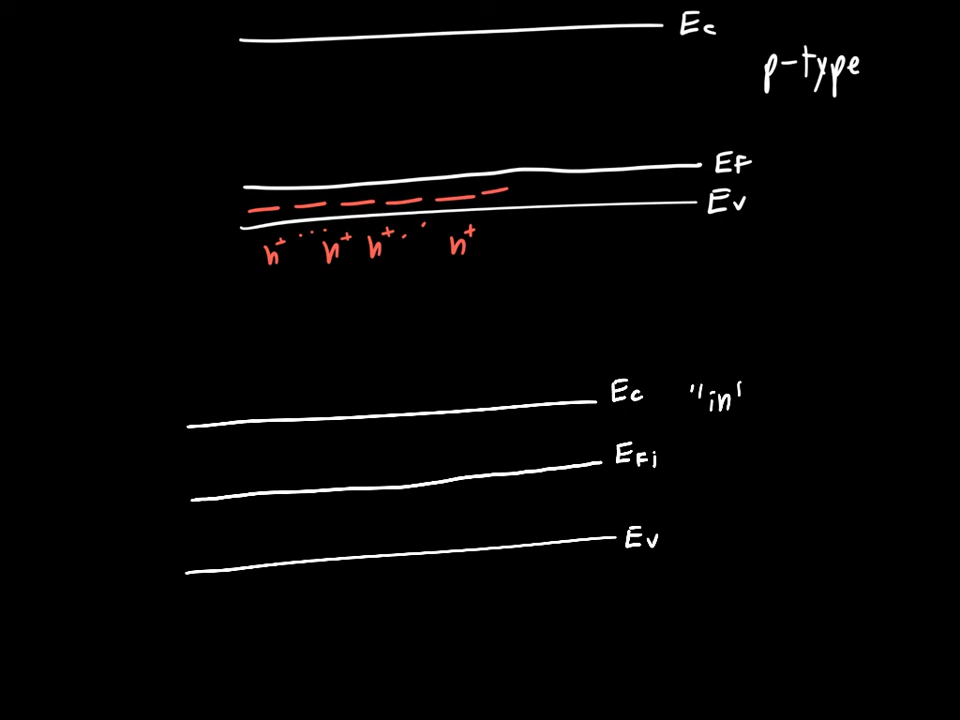 Ec
p-type
EF
Ev
h+ ... h+ h+ .. h+
Ec "in"
EFi
Ev